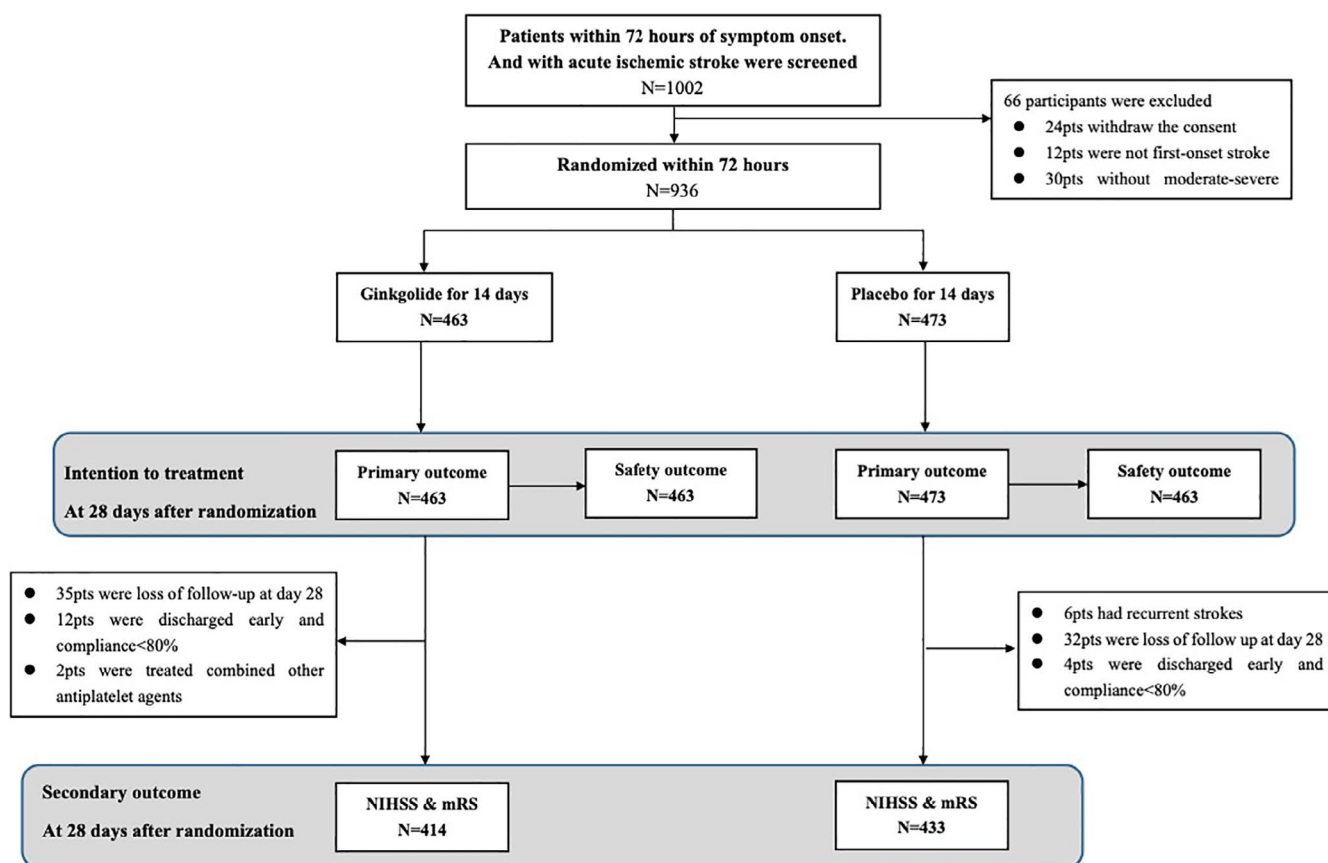 Patients within 72 hours of symptom onset.
And with acute ischemic stroke were screened
N=1002
66 participants were excluded
● 24pts withdraw the consent
● 12pts were not first-onset stroke
● 30pts without moderate-severe
Randomized within 72 hours
N=936
Ginkgolide for 14 days
N=463
Placebo for 14 days
N=473
Intention to treatment
At 28 days after randomization
Primary outcome
N=463
Safety outcome
N=463
Primary outcome
N=473
Safety outcome
N=463
● 35pts were loss of follow-up at day 28
● 12pts were discharged early and
compliance<80%
● 2pts were treated combined other
antiplatelet agents
● 6pts had recurrent strokes
● 32pts were loss of follow up at day 28
● 4pts were discharged early and
compliance<80%
Secondary outcome
At 28 days after randomization
NIHSS & mRS
N=414
NIHSS & mRS
N=433